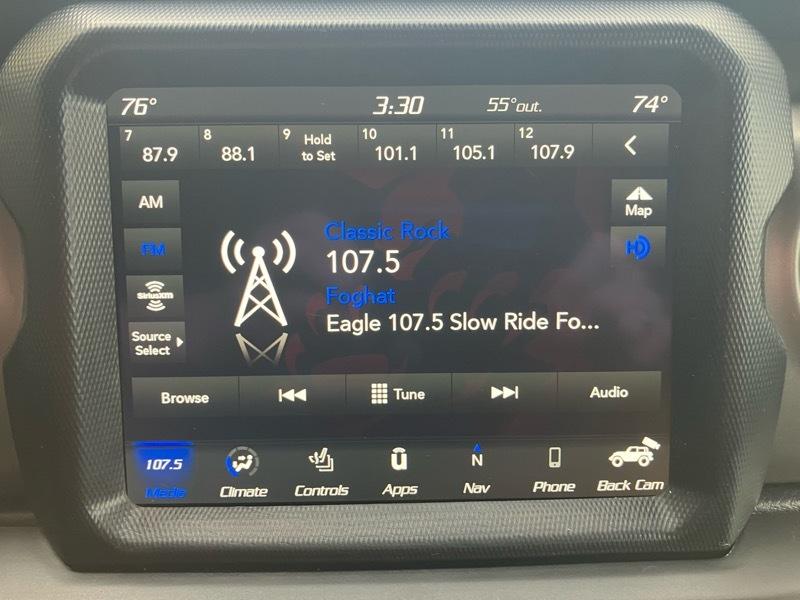 76° 3:30 55°out. 74°
7 87.9 8 88.1 9 Hold to Set 10 101.1 11 105.1 12 107.9
AM
FM
SiriusXM
Source
Select
Classic Rock
107.5
Foghat
Eagle 107.5 Slow Ride Fo...
Map
HD
Browse Tune Audio
107.5 N
Media Climate Controls Apps Nav Phone Back Cam